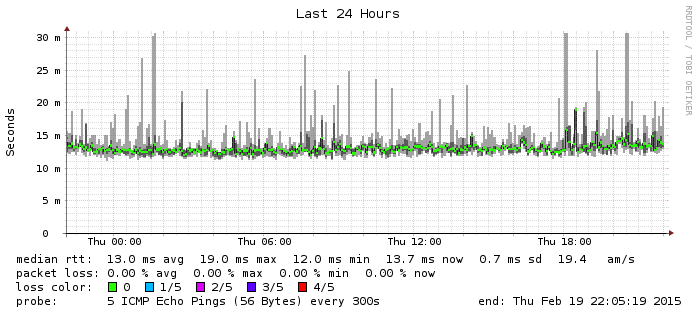 Last 24 Hours
RRDTOOL / TOBI OETIKER
Seconds
30 m
25 m
20 m
15 m
10 m
5 m
0
Thu 00:00 Thu 06:00 Thu 12:00 Thu 18:00
median rtt: 13.0 ms avg 19.0 ms max 12.0 ms min 13.7 ms now 0.7 ms sd 19.4 am/s
packet loss: 0.00 % avg 0.00 % max 0.00 % min 0.00 % now
loss color: 0 1/5 2/5 3/5 4/5
probe: 5 ICMP Echo Pings (56 Bytes) every 300s end: Thu Feb 19 22:05:19 2015